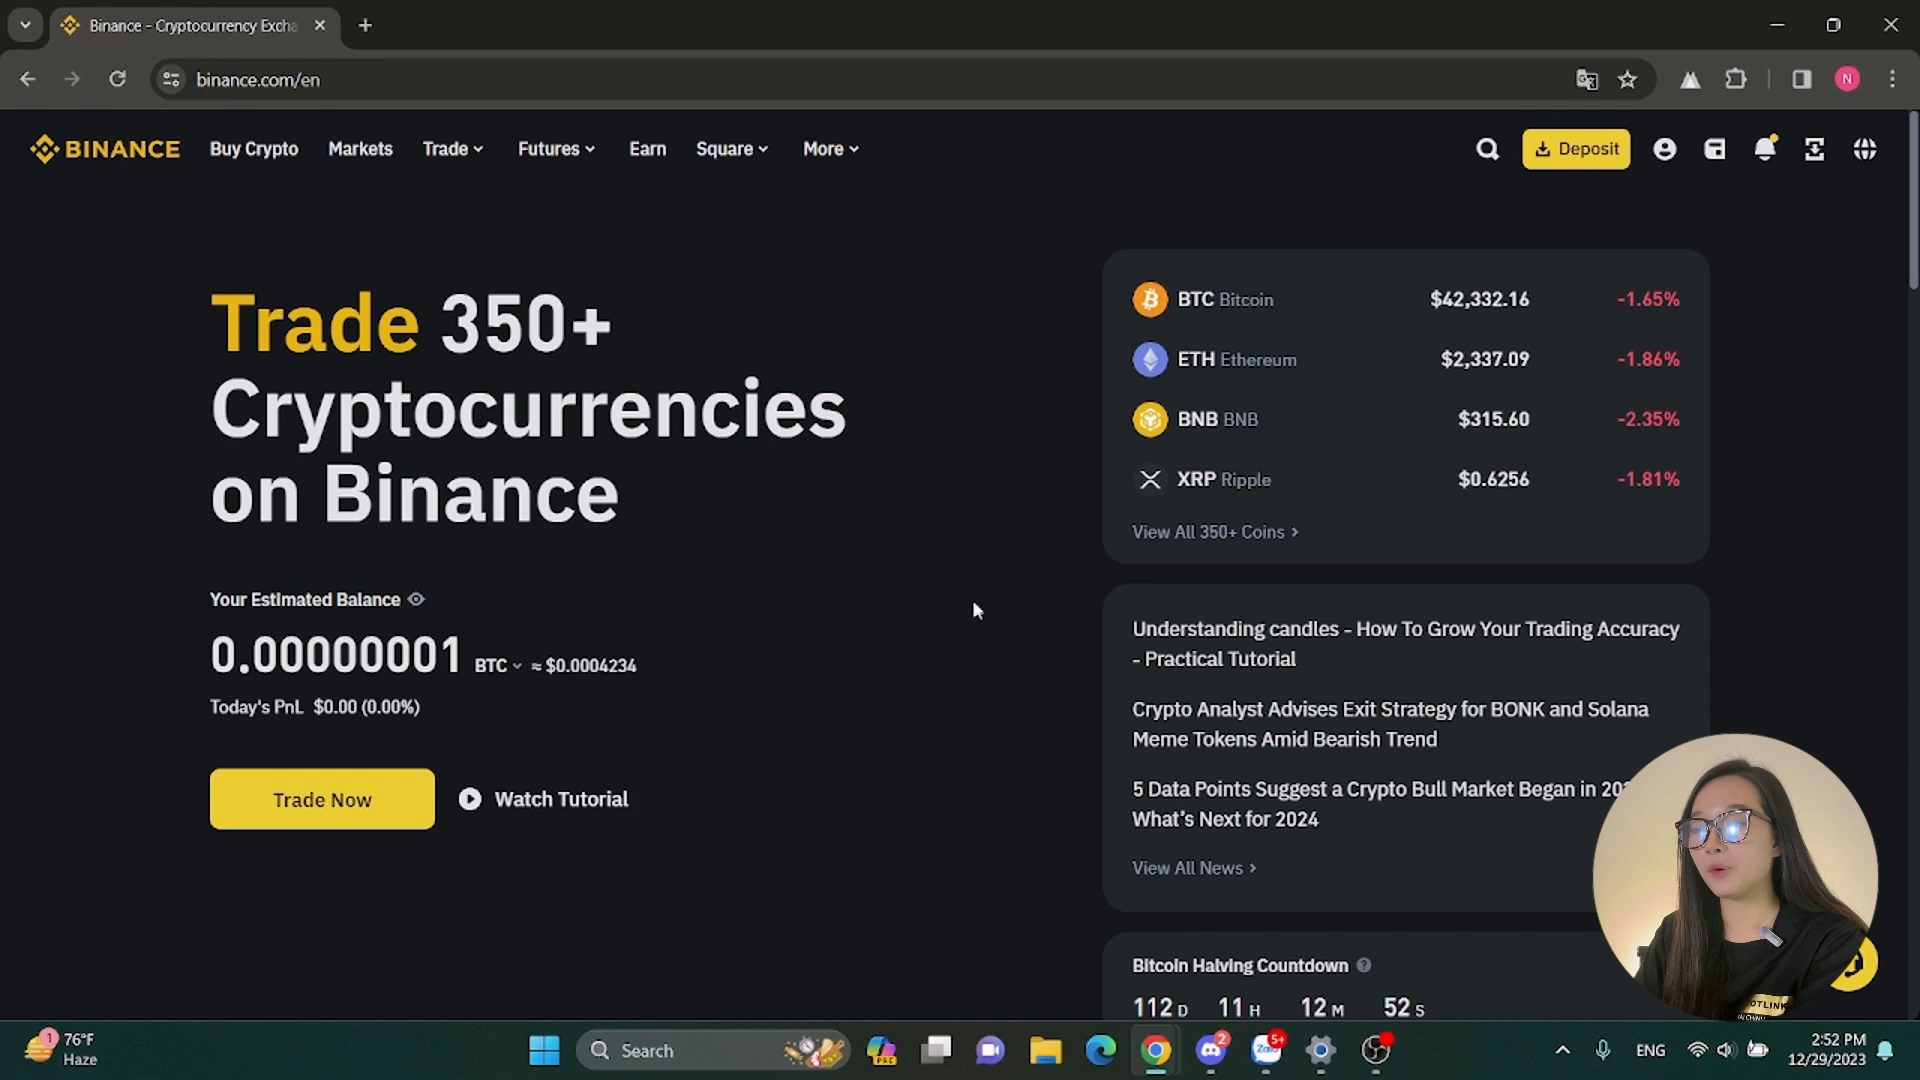 Binance - Cryptocurrency Excha
binance.com/en
N
BINANCE
Buy Crypto
Markets
Trade
Futures
Earn
Square
More
Deposit
Trade 350+
Cryptocurrencies
on Binance
Your Estimated Balance
0.00000001 BTC ≈ $0.0004234
Today's PnL $0.00 (0.00%)
Trade Now
Watch Tutorial
BTC Bitcoin $42,332.16 -1.65%
ETH Ethereum $2,337.09 -1.86%
BNB BNB $315.60 -2.35%
XRP Ripple $0.6256 -1.81%
View All 350+ Coins >
Understanding candles - How To Grow Your Trading Accuracy
- Practical Tutorial
Crypto Analyst Advises Exit Strategy for BONK and Solana
Meme Tokens Amid Bearish Trend
5 Data Points Suggest a Crypto Bull Market Began in
What's Next for 2024
View All News >
Bitcoin Halving Countdown
112 D 11 H 12 M 52 S
1
76°F
Haze
Search
PRE
2
Zalo
5+
ENG
2:52 PM
12/29/2023